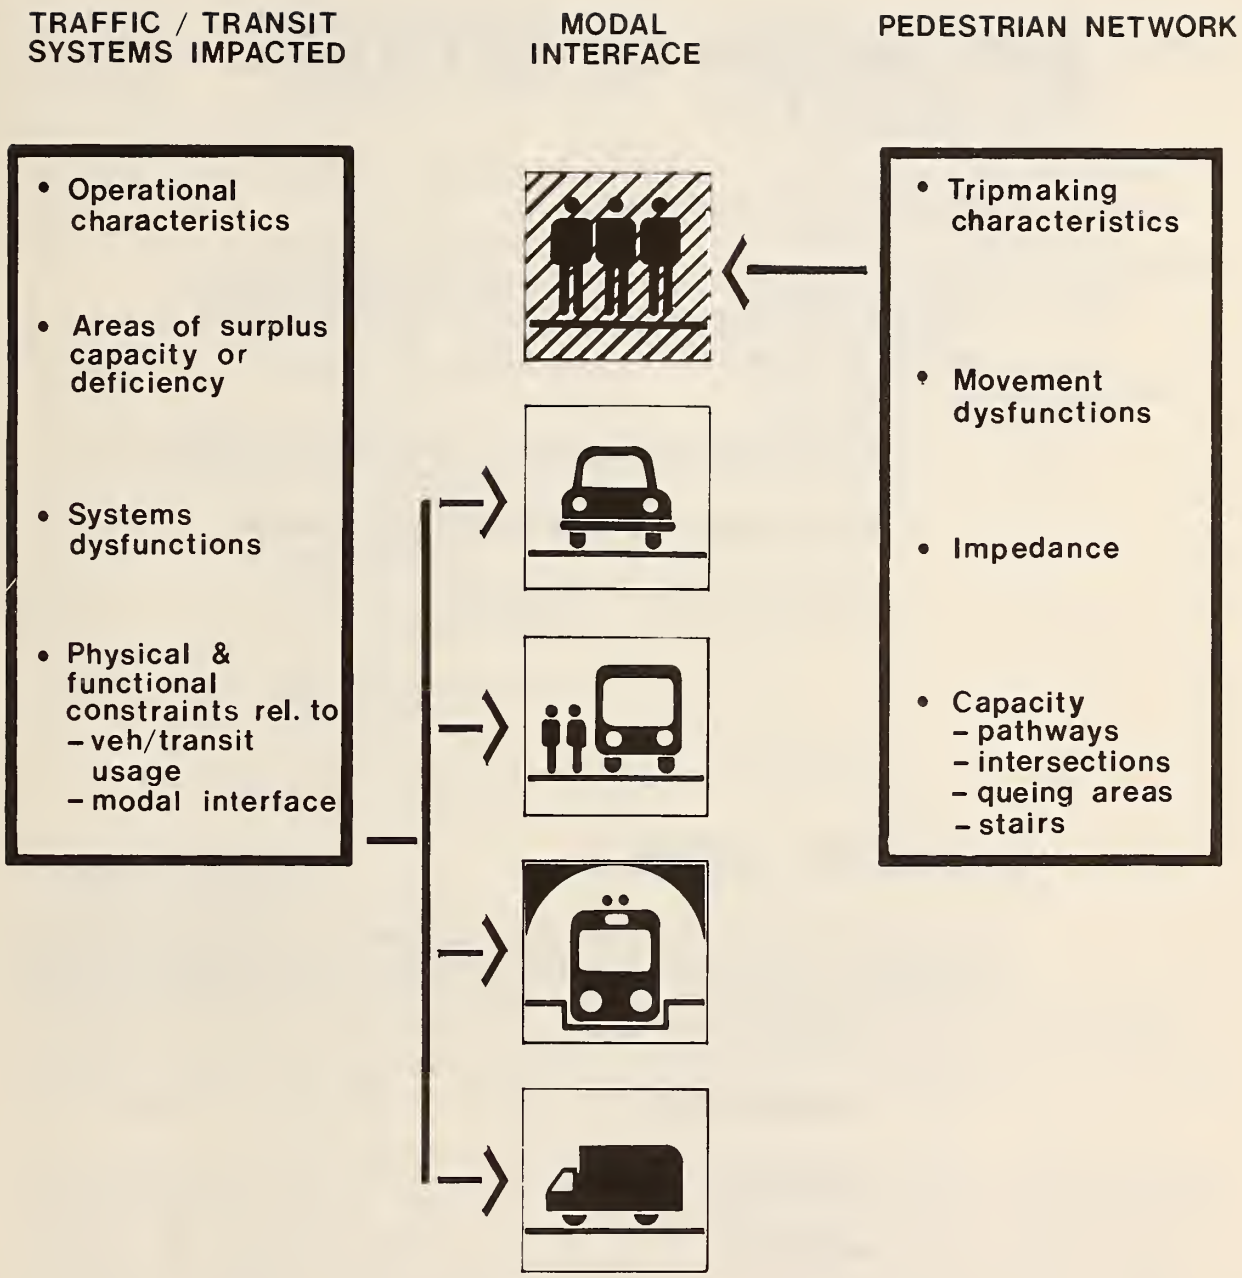 TRAFFIC / TRANSIT
SYSTEMS IMPACTED
MODAL
INTERFACE
PEDESTRIAN NETWORK
• Operational
characteristics
• Areas of surplus
capacity or
deficiency
• Systems
dysfunctions
• Physical &
functional
constraints rel. to
– veh/transit
usage
– modal interface
• Tripmaking
characteristics
• Movement
dysfunctions
• Impedance
• Capacity
– pathways
– intersections
– queing areas
– stairs